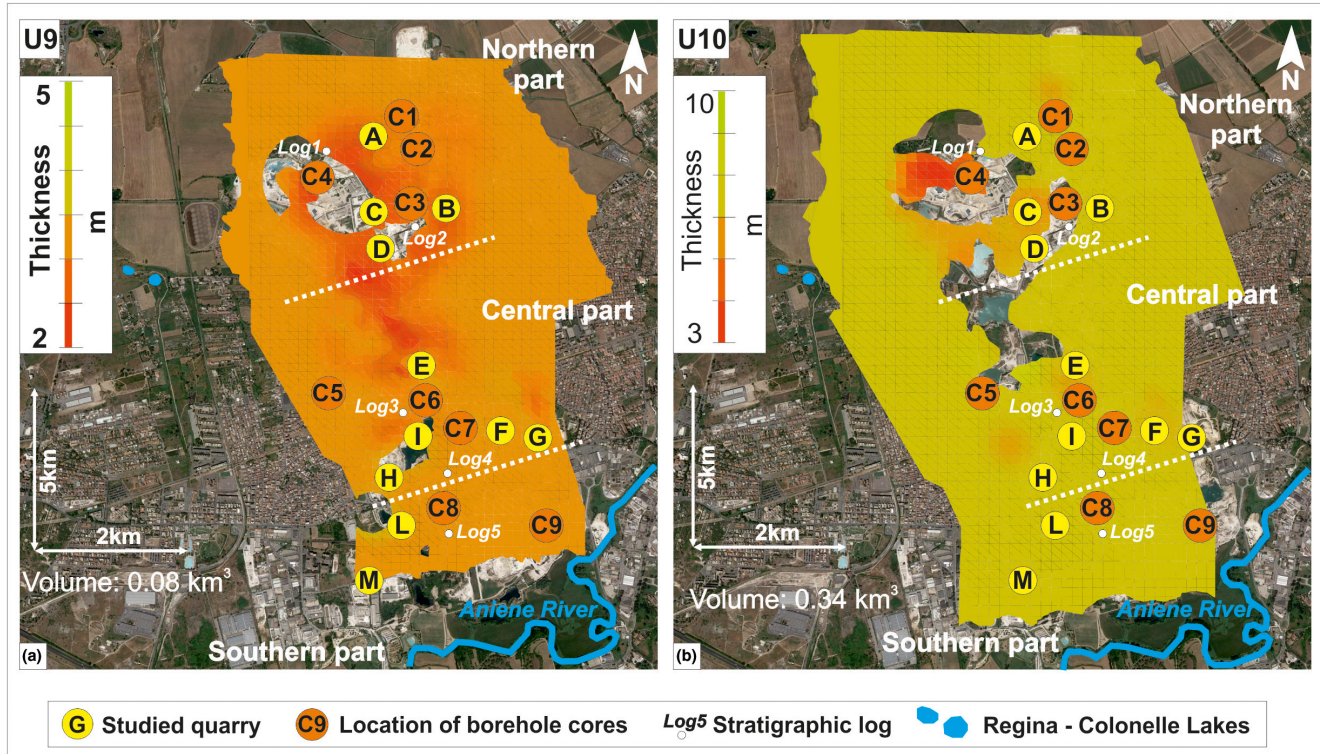 U9
Northern
part
N
5
Thickness
m
2
C1
A
C2
Log1
C4
C3
B
C
Log2
D
Central part
E
C5
C6
Log3
C7
F
I
G
Log4
H
C8
L
Log5
C9
5km
2km
Volume: 0.08 km³
M
Aniene River
Southern part
(a)
U10
N
Northern
part
10
Thickness
m
3
C1
A
C2
Log1
C4
C3
B
C
Log2
D
Central part
E
C5
C6
Log3
C7
F
I
G
Log4
H
C8
L
Log5
C9
5km
2km
Volume: 0.34 km³
M
Aniene River
Southern part
(b)
G Studied quarry
C9 Location of borehole cores
Log5 Stratigraphic log
Regina - Colonelle Lakes